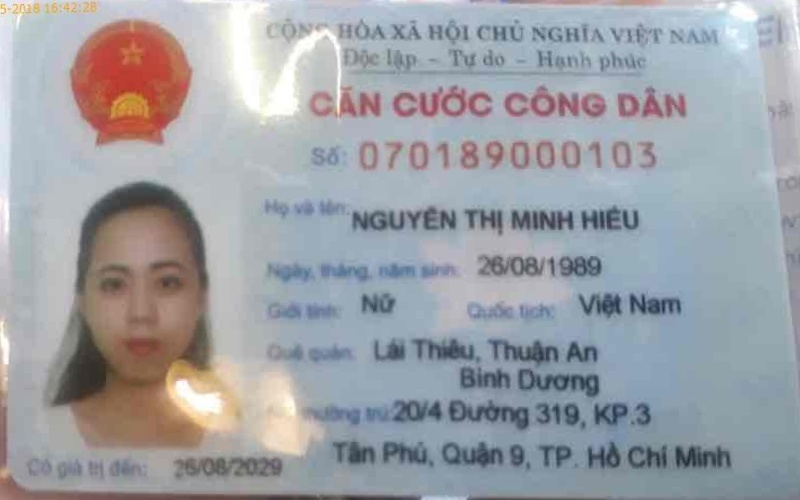 5-2018 16:42:28
CỘNG HÒA XÃ HỘI CHỦ NGHĨA VIỆT NAM
Độc lập - Tự do - Hạnh phúc
CĂN CƯỚC CÔNG DÂN
Số: 070189000103
Họ và tên: NGUYỄN THỊ MINH HIẾU
Ngày, tháng, năm sinh: 26/08/1989
Giới tính: Nữ Quốc tịch: Việt Nam
Quê quán: Lái Thiêu, Thuận An
Bình Dương
thường trú: 20/4 Đường 319, KP.3
Tân Phú, Quận 9, TP. Hồ Chí Minh
Có giá trị đến: 26/08/2029